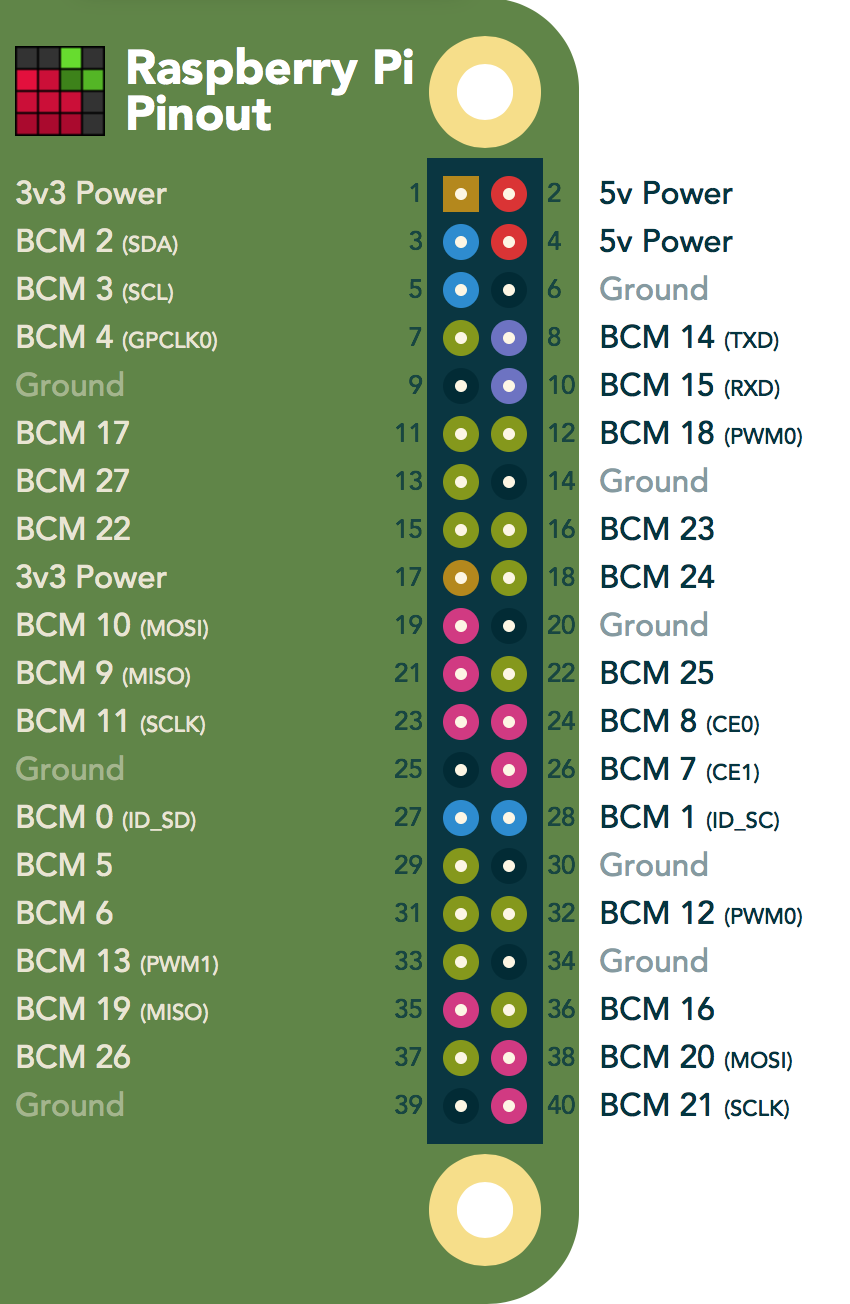 Raspberry Pi
Pinout
3v3 Power 1 2 5v Power
BCM 2 (SDA) 3 4 5v Power
BCM 3 (SCL) 5 6 Ground
BCM 4 (GPCLK0) 7 8 BCM 14 (TXD)
Ground 9 10 BCM 15 (RXD)
BCM 17 11 12 BCM 18 (PWM0)
BCM 27 13 14 Ground
BCM 22 15 16 BCM 23
3v3 Power 17 18 BCM 24
BCM 10 (MOSI) 19 20 Ground
BCM 9 (MISO) 21 22 BCM 25
BCM 11 (SCLK) 23 24 BCM 8 (CE0)
Ground 25 26 BCM 7 (CE1)
BCM 0 (ID_SD) 27 28 BCM 1 (ID_SC)
BCM 5 29 30 Ground
BCM 6 31 32 BCM 12 (PWM0)
BCM 13 (PWM1) 33 34 Ground
BCM 19 (MISO) 35 36 BCM 16
BCM 26 37 38 BCM 20 (MOSI)
Ground 39 40 BCM 21 (SCLK)